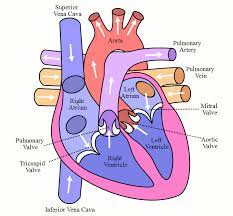 Superior
Vena Cava
Aorta
Pulmonary
Artery
Pulmonary
Vein
Right
Atrium
Left
Atrium
Mitral
Valve
Pulmonary
Valve
Aortic
Valve
Tricuspid
Valve
Left
Ventricle
Right
Ventricle
Inferior Vena Cava